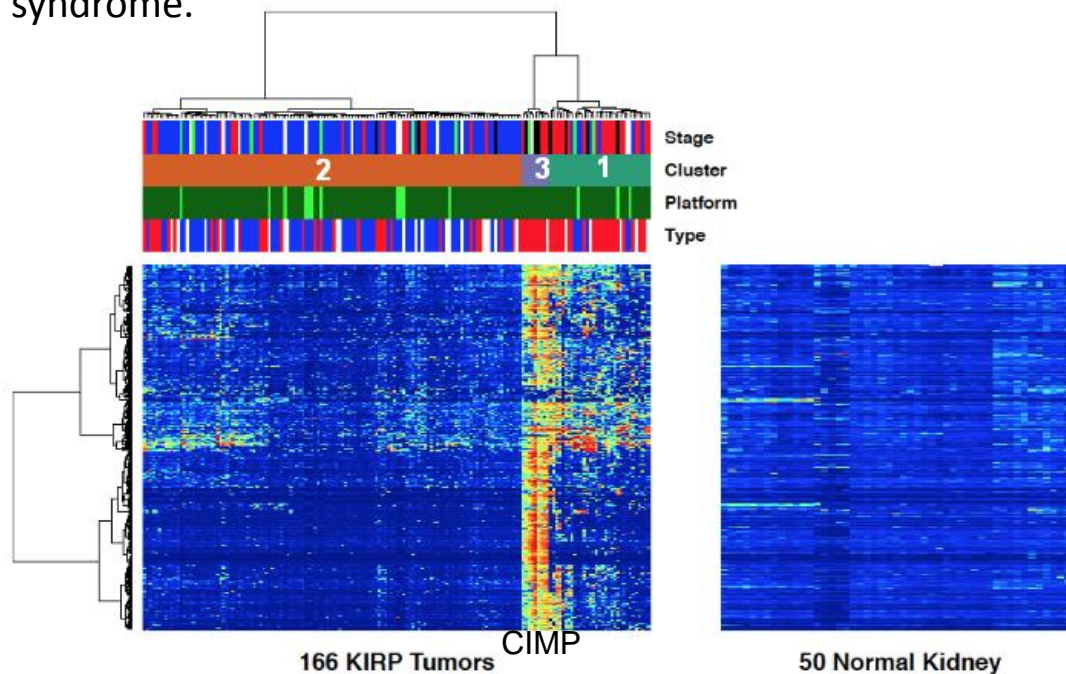 syndrome.
Stage
2 3 1 Cluster
Platform
Type
CIMP
166 KIRP Tumors 50 Normal Kidney